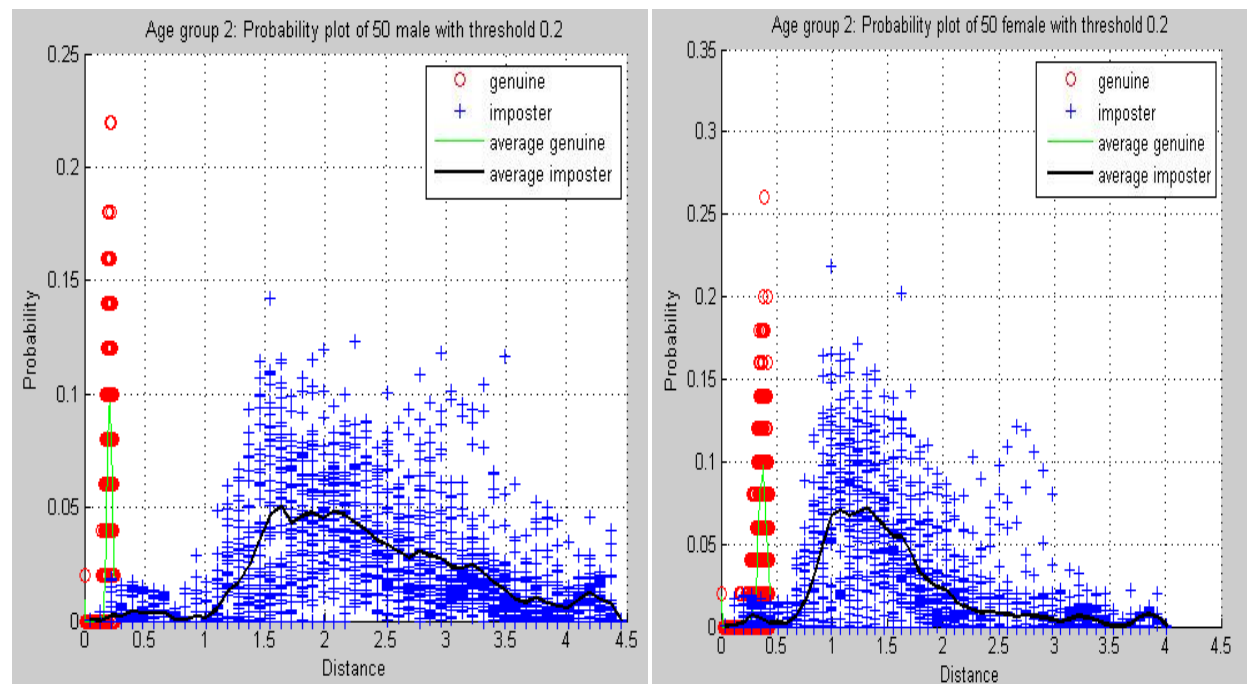 Age group 2: Probability plot of 50 male with threshold 0.2
0.25
0.2
0.15
0.1
0.05
0
Probability
genuine
imposter
average genuine
average imposter
0 0.5 1 1.5 2 2.5 3 3.5 4 4.5
Distance
Age group 2: Probability plot of 50 female with threshold 0.2
0.35
0.3
0.25
0.2
0.15
0.1
0.05
0
Probability
genuine
imposter
average genuine
average imposter
0 0.5 1 1.5 2 2.5 3 3.5 4 4.5
Distance